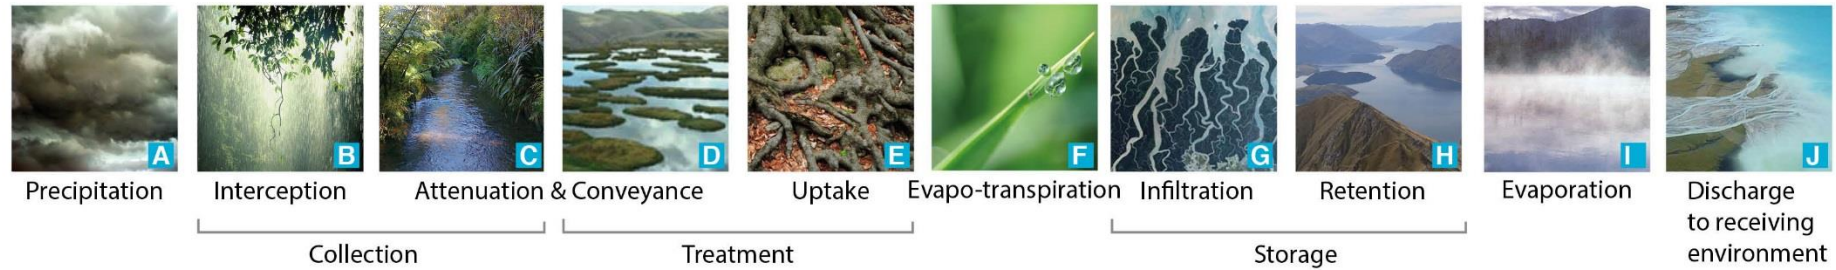 A B C D E F G H I J
Precipitation Interception Attenuation & Conveyance Uptake Evapo-transpiration Infiltration Retention Evaporation Discharge
to receiving
environment
Collection Treatment Storage